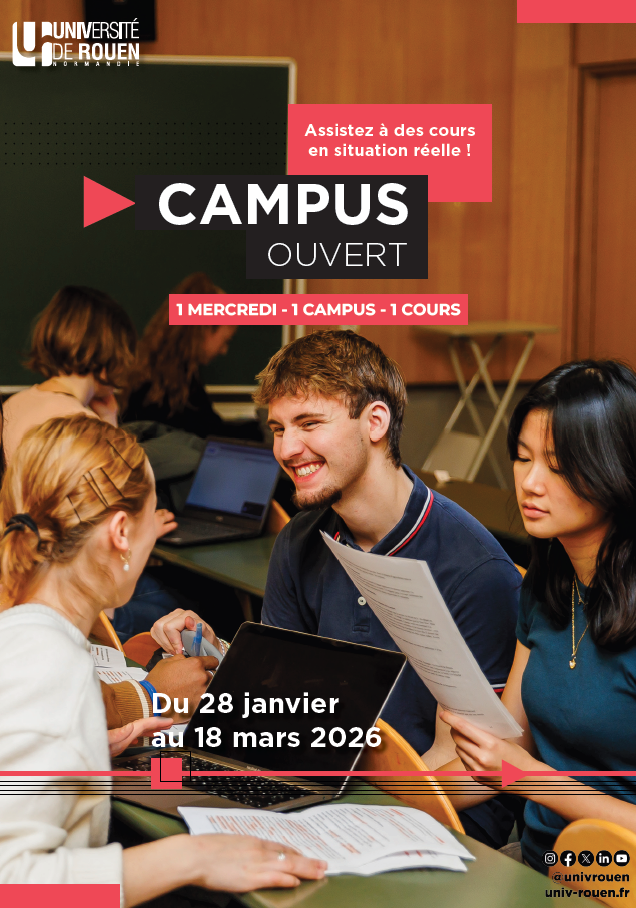 UNIVERSITÉ
DE ROUEN
NORMANDIE
Assistez à des cours
en situation réelle !
CAMPUS
OUVERT
1 MERCREDI - 1 CAMPUS - 1 COURS
Du 28 janvier
au 18 mars 2026
@univrouen
univ-rouen.fr